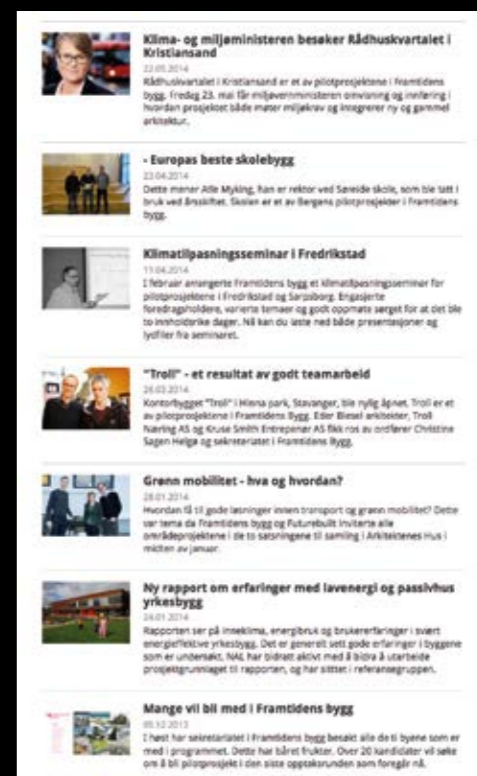 Klima- og miljøministeren besøker Rådhuskvartalet i
Kristiansand
22.05.2014
Rådhuskvartalet i Kristiansand er et av pilotprosjektene i Framtidens
bygg. Fredag 23. mai får miljøvernministeren omvisning og innføring i
hvordan prosjektet både møter miljøkrav og integrerer ny og gammel
arkitektur.
- Europas beste skolebygg
23.04.2014
Dette mener Atle Myking, han er rektor ved Søreide skole, som ble tatt i
bruk ved årsskiftet. Skolen er et av Bergens pilotprosjekter i Framtidens
bygg.
Klimatilpasningsseminar i Fredrikstad
11.04.2014
I februar arrangerte Framtidens bygg et klimatilpasningsseminar for
pilotprosjektene i Fredrikstad og Sarpsborg. Engasjerte
foredragsholdere, varierte temaer og godt oppmøte sørget for at det ble
to innholdsrike dager. Nå kan du laste ned både presentasjoner og
lydfiler fra seminaret.
"Troll" - et resultat av godt teamarbeid
26.03.2014
Kontorbygget "Troll" i Hinna park, Stavanger, ble nylig åpnet. Troll er et
av pilotprosjektene i Framtidens Bygg. Eder Biesel arkitekter, Troll
Næring AS og Kruse Smith Entreprenør AS fikk ros av ordfører Christine
Sagen Helgø og sekretariatet i Framtidens Bygg.
Grønn mobilitet - hva og hvordan?
28.01.2014
Hvordan få til gode løsninger innen transport og grønn mobilitet? Dette
var tema da Framtidens bygg og Futurebuilt inviterte alle
områdeprosjektene i de to satsningene til samling i Arkitektenes Hus i
midten av januar.
Ny rapport om erfaringer med lavenergi og passivhus
yrkesbygg
24.01.2014
Rapporten ser på inneklima, energibruk og brukererfaringer i svært
energieffektive yrkesbygg. Det er generelt sett gode erfaringer i byggene
som er undersøkt. NAL har bidratt aktivt med å bidra å utarbeide
prosjektgrunnlaget til rapporten, og har sittet i referansegruppen.
Mange vil bli med i Framtidens bygg
05.12.2013
I høst har sekretariatet i Framtidens bygg besøkt alle de ti byene som er
med i programmet. Dette har båret frukter. Over 20 kandidater vil søke
om å bli pilotprosjekt i den siste opptaksrunden som foregår nå.